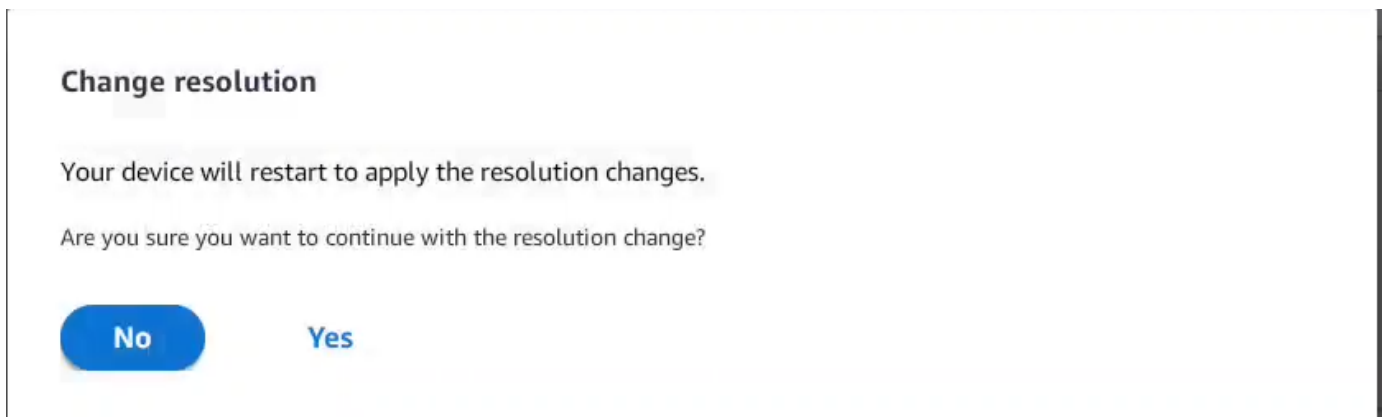 Change resolution
Your device will restart to apply the resolution changes.
Are you sure you want to continue with the resolution change?
No Yes